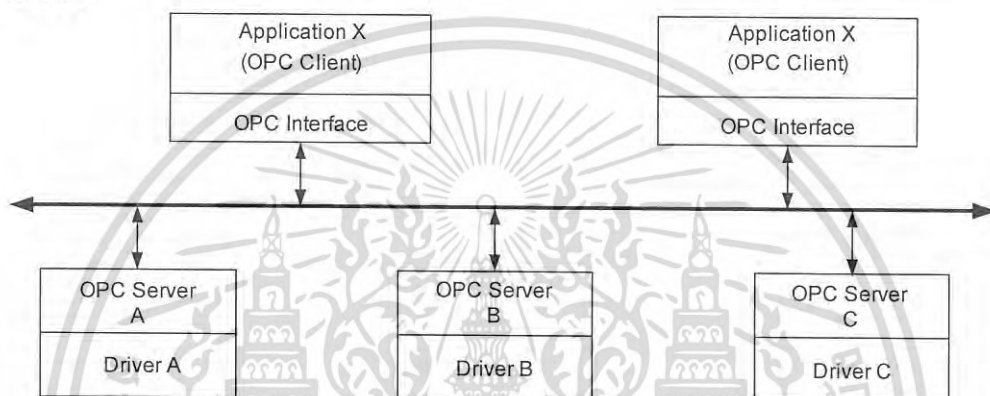 Application X
(OPC Client)
OPC Interface
Application X
(OPC Client)
OPC Interface
OPC Server
A
Driver A
OPC Server
B
Driver B
OPC Server
C
Driver C